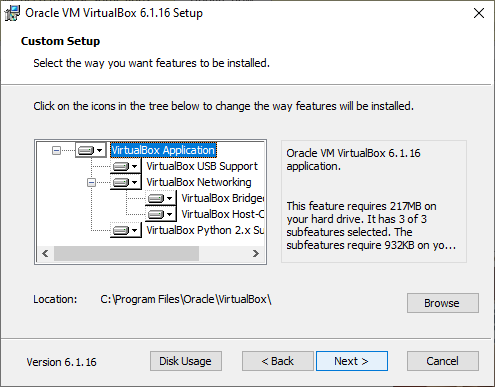 Oracle VM VirtualBox 6.1.16 Setup
Custom Setup
Select the way you want features to be installed.
Click on the icons in the tree below to change the way features will be installed.
VirtualBox Application
VirtualBox USB Support
VirtualBox Networking
VirtualBox Bridge
VirtualBox Host-O
VirtualBox Python 2.x Su
Oracle VM VirtualBox 6.1.16
application.
This feature requires 217MB on
your hard drive. It has 3 of 3
subfeatures selected. The
subfeatures require 932KB on yo...
Location:
C:\Program Files\Oracle\VirtualBox\
Browse
Version 6.1.16
Disk Usage
< Back
Next >
Cancel